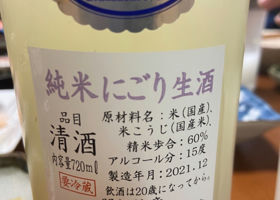 純米にごり生酒
品目
清酒
内容量720mℓ
要冷蔵
原材料名：米(国産)、
米こうじ(国産米)
精米歩合：60%
アルコール分：15度
製造年月：2021.12
飲酒は20歳になってから。